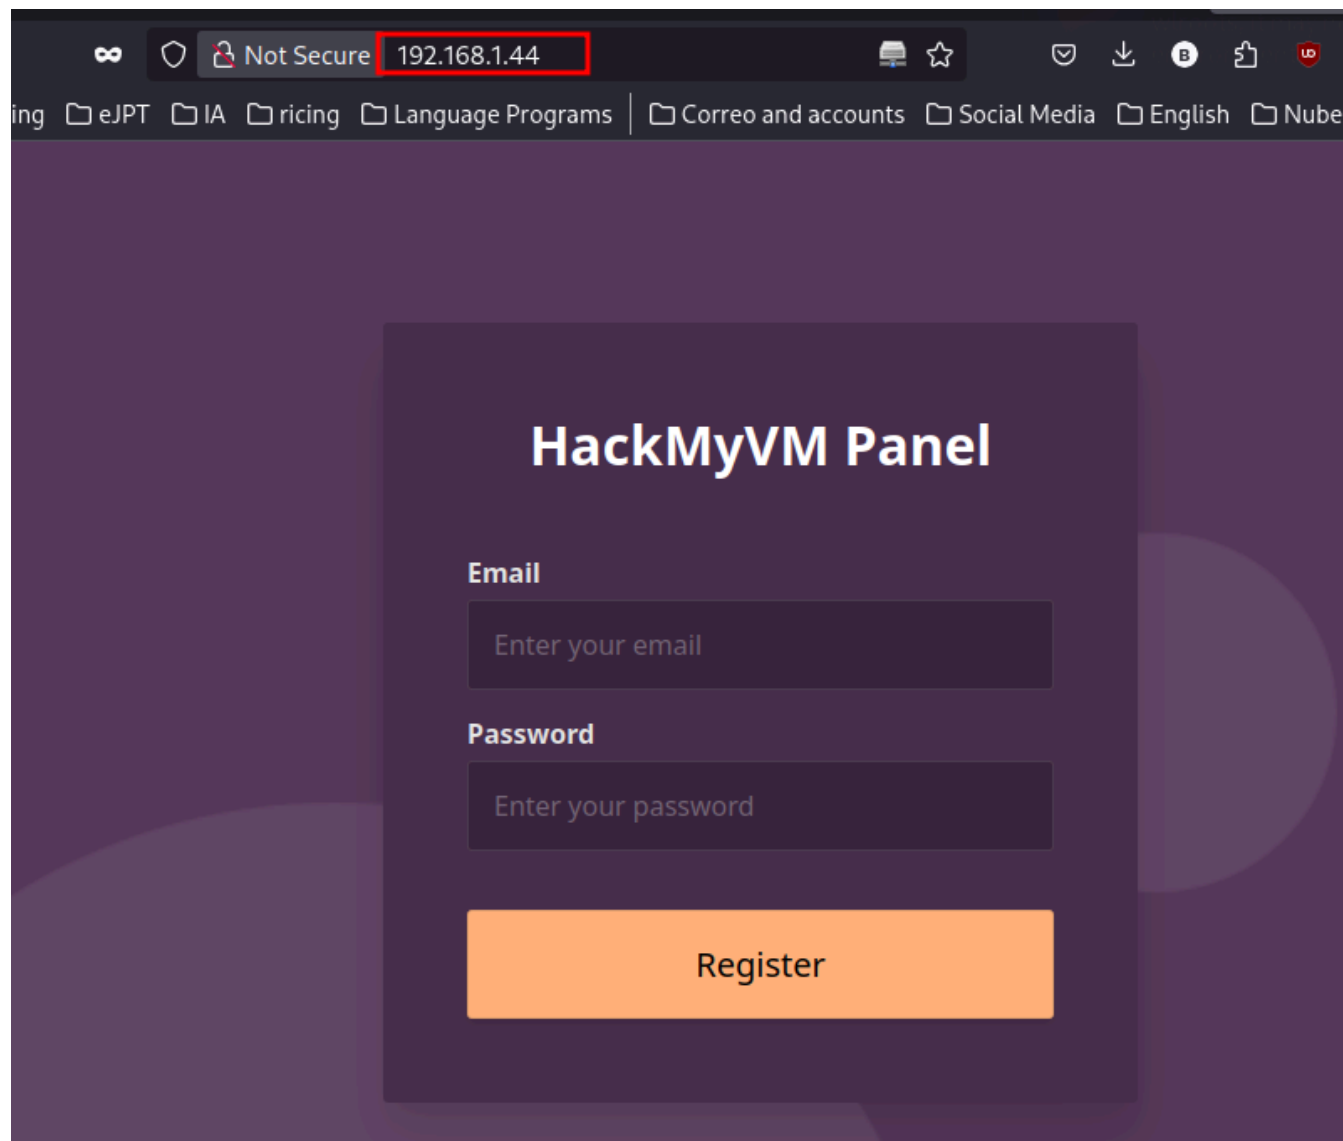 Not Secure 192.168.1.44
ing eJPT IA ricing Language Programs Correo and accounts Social Media English Nube
HackMyVM Panel
Email
Enter your email
Password
Enter your password
Register